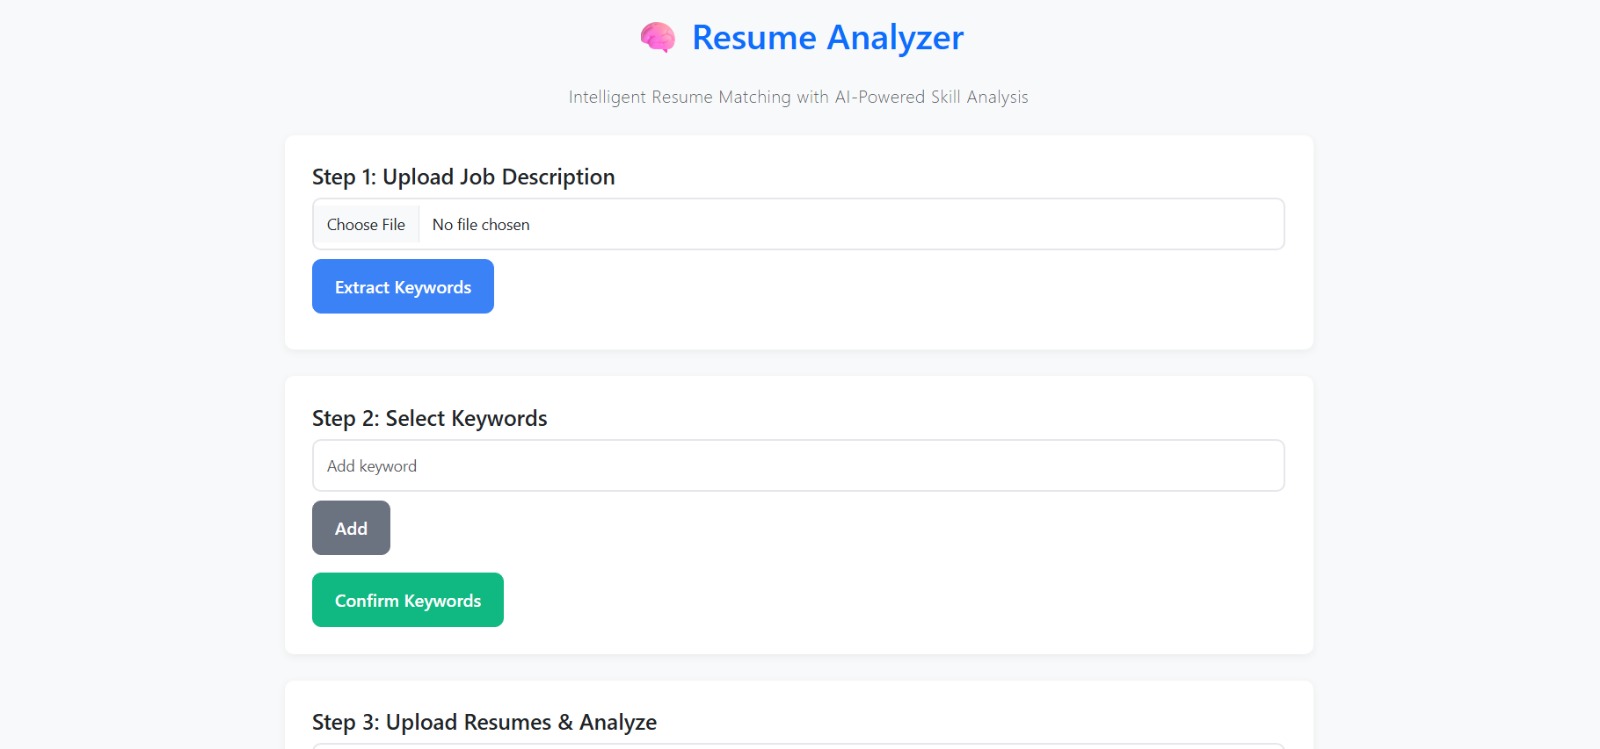 Resume Analyzer
Intelligent Resume Matching with AI-Powered Skill Analysis
Step 1: Upload Job Description
Choose File No file chosen
Extract Keywords
Step 2: Select Keywords
Add keyword
Add
Confirm Keywords
Step 3: Upload Resumes & Analyze